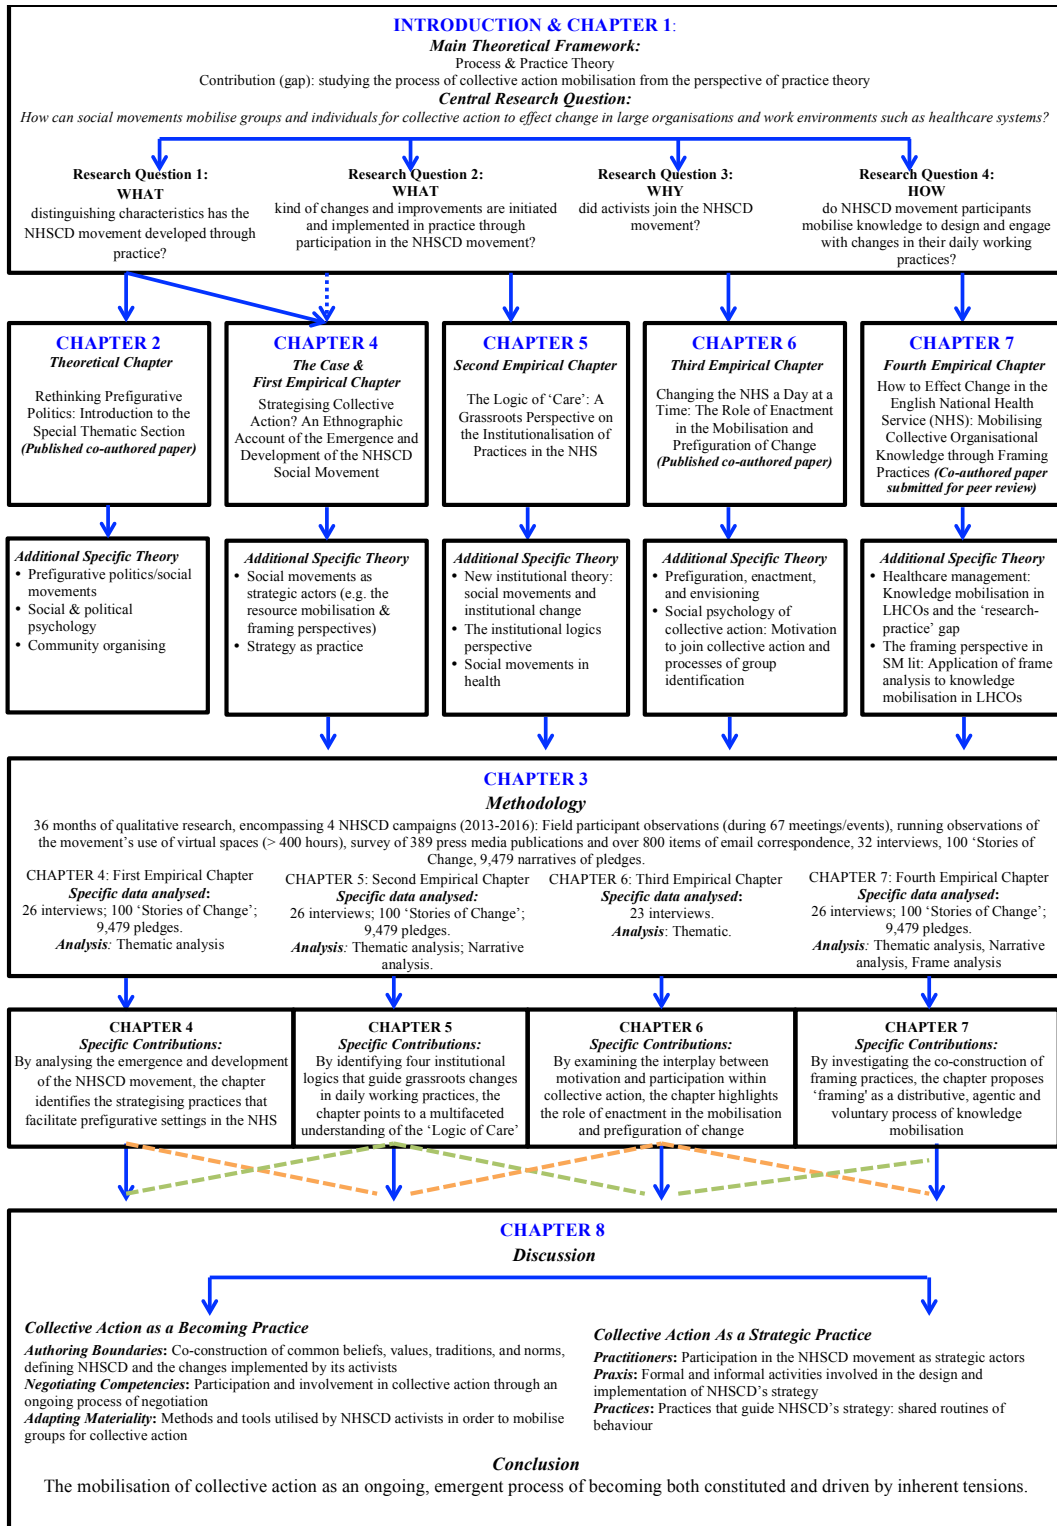 INTRODUCTION & CHAPTER 1:
Main Theoretical Framework:
Process & Practice Theory
Contribution (gap): studying the process of collective action mobilisation from the perspective of practice theory
Central Research Question:
How can social movements mobilise groups and individuals for collective action to effect change in large organisations and work environments such as healthcare systems?
Research Question 1:
WHAT
distinguishing characteristics has the
NHSCD movement developed through
practice?
Research Question 2:
WHAT
kind of changes and improvements are initiated
and implemented in practice through
participation in the NHSCD movement?
Research Question 3:
WHY
did activists join the NHSCD
movement?
Research Question 4:
HOW
do NHSCD movement participants
mobilise knowledge to design and engage
with changes in their daily working
practices?
CHAPTER 2
Theoretical Chapter
Rethinking Prefigurative
Politics: Introduction to the
Special Thematic Section
(Published co-authored paper)
CHAPTER 4
The Case &
First Empirical Chapter
Strategising Collective
Action? An Ethnographic
Account of the Emergence and
Development of the NHSCD
Social Movement
CHAPTER 5
Second Empirical Chapter
The Logic of ‘Care’: A
Grassroots Perspective on
the Institutionalisation of
Practices in the NHS
CHAPTER 6
Third Empirical Chapter
Changing the NHS a Day at a
Time: The Role of Enactment
in the Mobilisation and
Prefiguration of Change
(Published co-authored paper)
CHAPTER 7
Fourth Empirical Chapter
How to Effect Change in the
English National Health
Service (NHS): Mobilising
Collective Organisational
Knowledge through Framing
Practices (Co-authored paper
submitted for peer review)
Additional Specific Theory
• Prefigurative politics/social
movements
• Social & political
psychology
• Community organising
Additional Specific Theory
• Social movements as
strategic actors (e.g. the
resource mobilisation &
framing perspectives)
• Strategy as practice
Additional Specific Theory
• New institutional theory:
social movements and
institutional change
• The institutional logics
perspective
• Social movements in
health
Additional Specific Theory
• Prefiguration, enactment, and
envisioning
• Social psychology of
collective action: Motivation
to join collective action and
processes of group
identification
Additional Specific Theory
• Healthcare management:
Knowledge mobilisation in
LHCOs and the ‘research-
practice’ gap
• The framing perspective in
SM lit: Application of frame
analysis to knowledge
mobilisation in LHCOs
CHAPTER 3
Methodology
36 months of qualitative research, encompassing 4 NHSCD campaigns (2013-2016): Field participant observations (during 67 meetings/events), running observations of
the movement’s use of virtual spaces (> 400 hours), survey of 389 press media publications and over 800 items of email correspondence, 32 interviews, 100 ‘Stories of
Change, 9,479 narratives of pledges.
CHAPTER 4: First Empirical Chapter
Specific data analysed:
26 interviews; 100 ‘Stories of Change’;
9,479 pledges.
Analysis: Thematic analysis
CHAPTER 5: Second Empirical Chapter
Specific data analysed:
26 interviews; 100 ‘Stories of Change’;
9,479 pledges.
Analysis: Thematic analysis; Narrative
analysis.
CHAPTER 6: Third Empirical Chapter
Specific data analysed:
23 interviews.
Analysis: Thematic.
CHAPTER 7: Fourth Empirical Chapter
Specific data analysed:
26 interviews; 100 ‘Stories of Change’;
9,479 pledges.
Analysis: Thematic analysis, Narrative
analysis, Frame analysis
CHAPTER 4
Specific Contributions:
By analysing the emergence and development
of the NHSCD movement, the chapter
identifies the strategising practices that
facilitate prefigurative settings in the NHS
CHAPTER 5
Specific Contributions:
By identifying four institutional
logics that guide grassroots changes
in daily working practices, the
chapter points to a multifaceted
understanding of the ‘Logic of Care’
CHAPTER 6
Specific Contributions:
By examining the interplay between
motivation and participation within
collective action, the chapter highlights
the role of enactment in the mobilisation
and prefiguration of change
CHAPTER 7
Specific Contributions:
By investigating the co-construction of
framing practices, the chapter proposes
'framing' as a distributive, agentic and
voluntary process of knowledge
mobilisation
CHAPTER 8
Discussion
Collective Action as a Becoming Practice
Authoring Boundaries: Co-construction of common beliefs, values, traditions, and norms,
defining NHSCD and the changes implemented by its activists
Negotiating Competencies: Participation and involvement in collective action through an
ongoing process of negotiation
Adapting Materiality: Methods and tools utilised by NHSCD activists in order to mobilise
groups for collective action
Collective Action As a Strategic Practice
Practitioners: Participation in the NHSCD movement as strategic actors
Praxis: Formal and informal activities involved in the design and
implementation of NHSCD’s strategy
Practices: Practices that guide NHSCD’s strategy: shared routines of
behaviour
Conclusion
The mobilisation of collective action as an ongoing, emergent process of becoming both constituted and driven by inherent tensions.